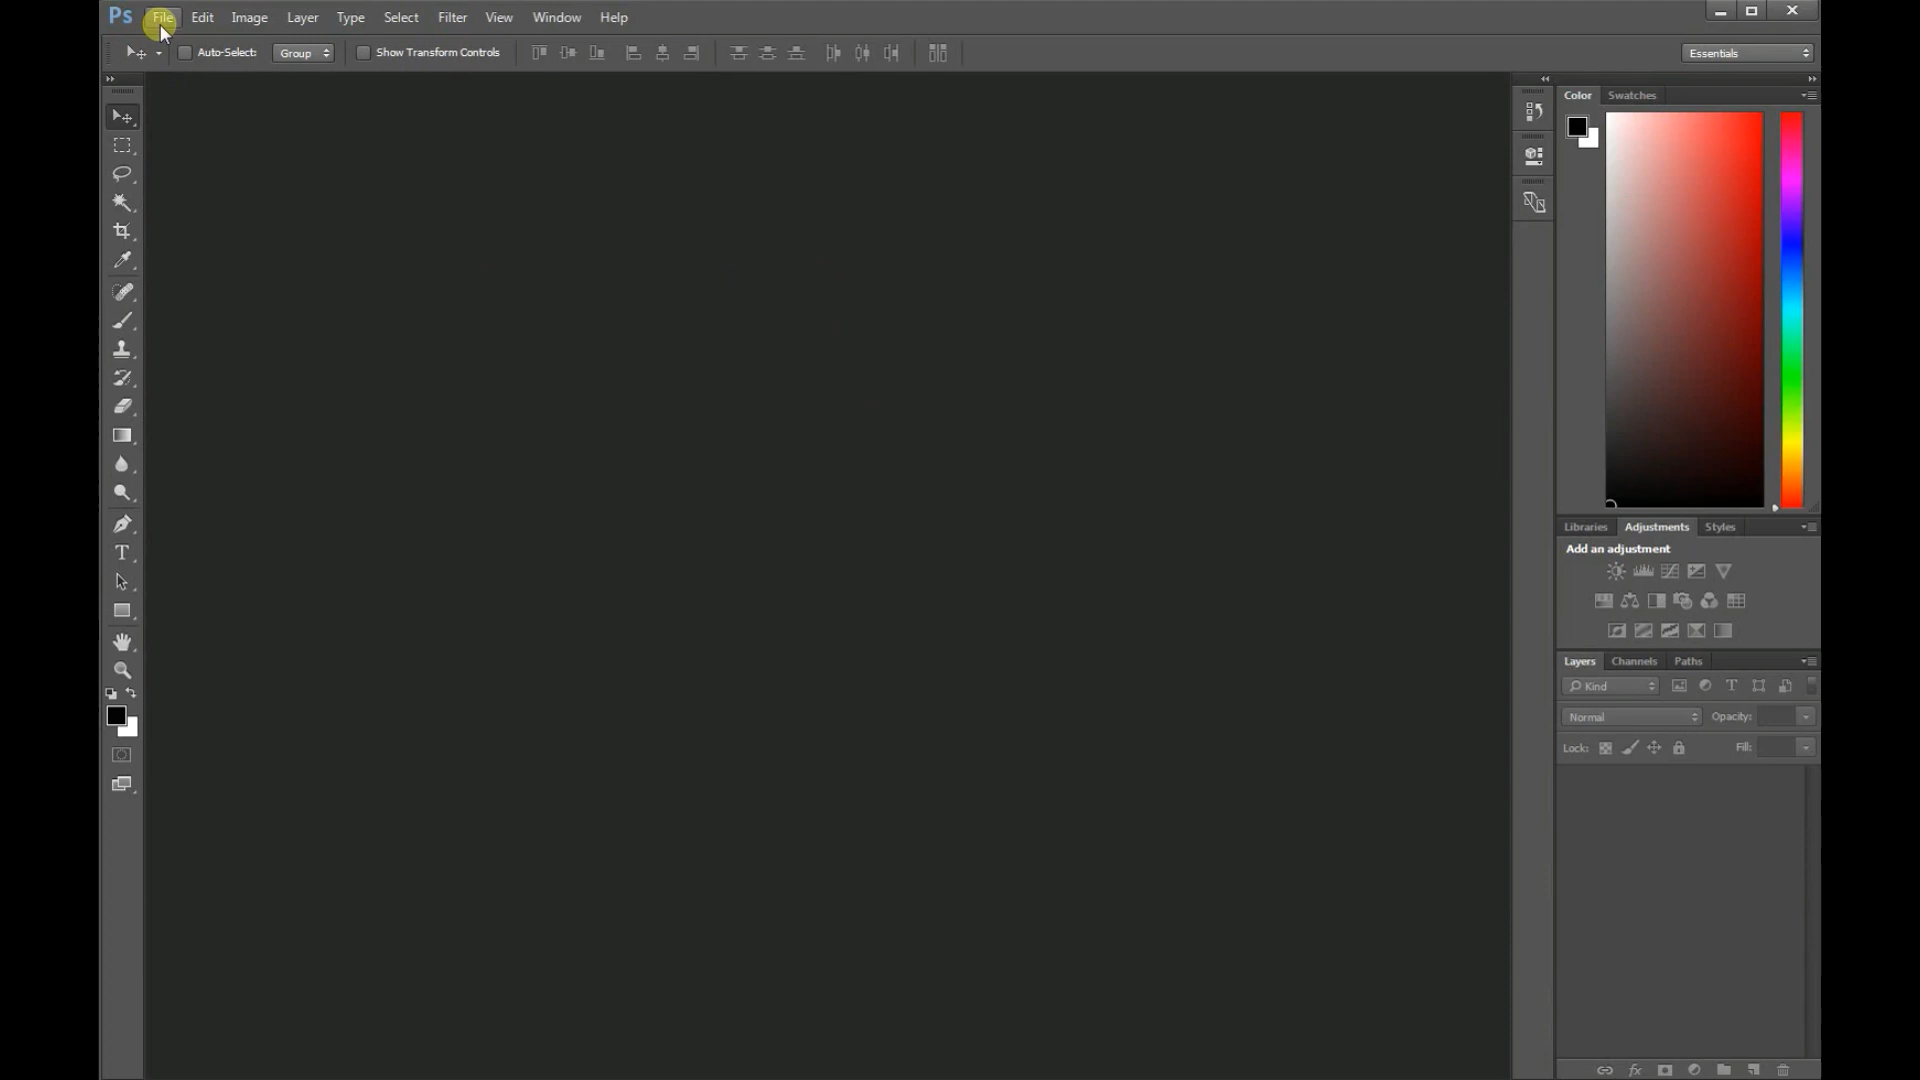 Ps File Edit Image Layer Type Select Filter View Window Help
Auto-Select: Group Show Transform Controls Essentials
Color Swatches
Libraries Adjustments Styles
Add an adjustment
Layers Channels Paths
Kind
Normal Opacity:
Lock: Fill: